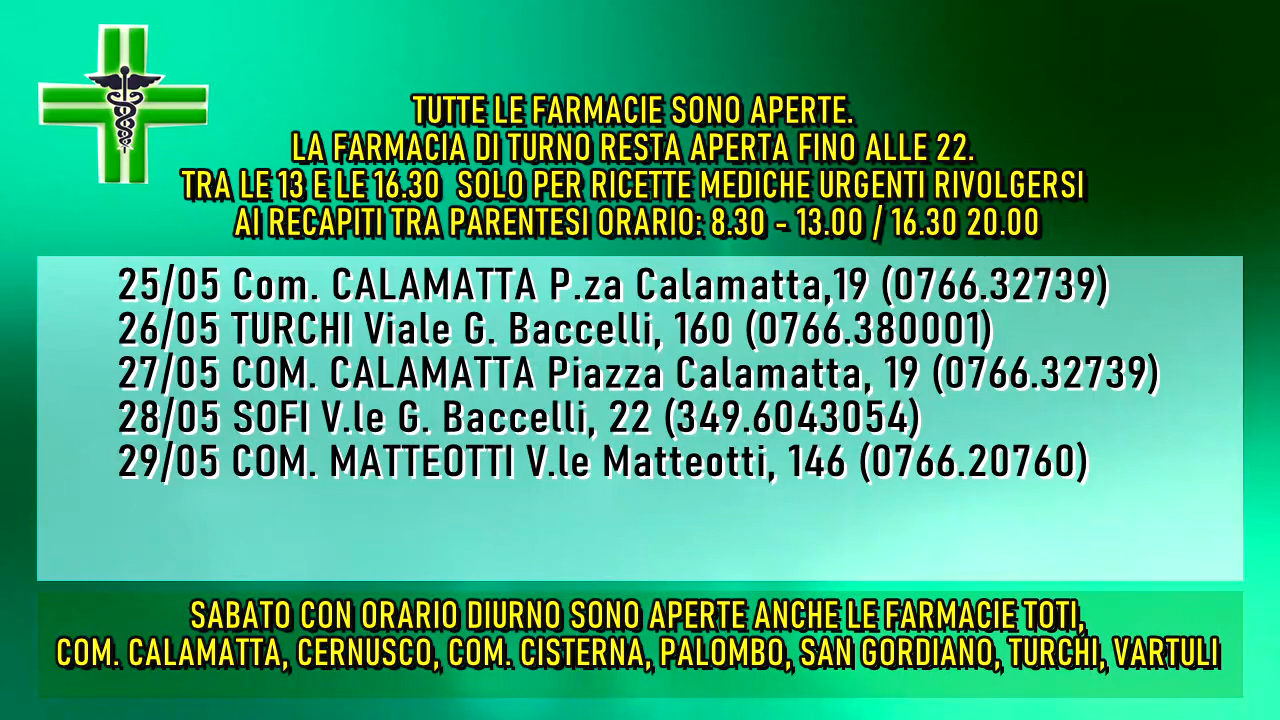 TUTTE LE FARMACIE SONO APERTE.
LA FARMACIA DI TURNO RESTA APERTA FINO ALLE 22.
TRA LE 13 E LE 16.30 SOLO PER RICETTE MEDICHE URGENTI RIVOLGERSI
AI RECAPITI TRA PARENTESI ORARIO: 8.30 - 13.00 / 16.30 20.00
25/05 Com. CALAMATTA P.za Calamatta,19 (0766.32739)
26/05 TURCHI Viale G. Baccelli, 160 (0766.380001)
27/05 COM. CALAMATTA Piazza Calamatta, 19 (0766.32739)
28/05 SOFI V.le G. Baccelli, 22 (349.6043054)
29/05 COM. MATTEOTTI V.le Matteotti, 146 (0766.20760)
SABATO CON ORARIO DIURNO SONO APERTE ANCHE LE FARMACIE TOTI,
COM. CALAMATTA, CERNUSCO, COM. CISTERNA, PALOMBO, SAN GORDIANO, TURCHI, VARTULI